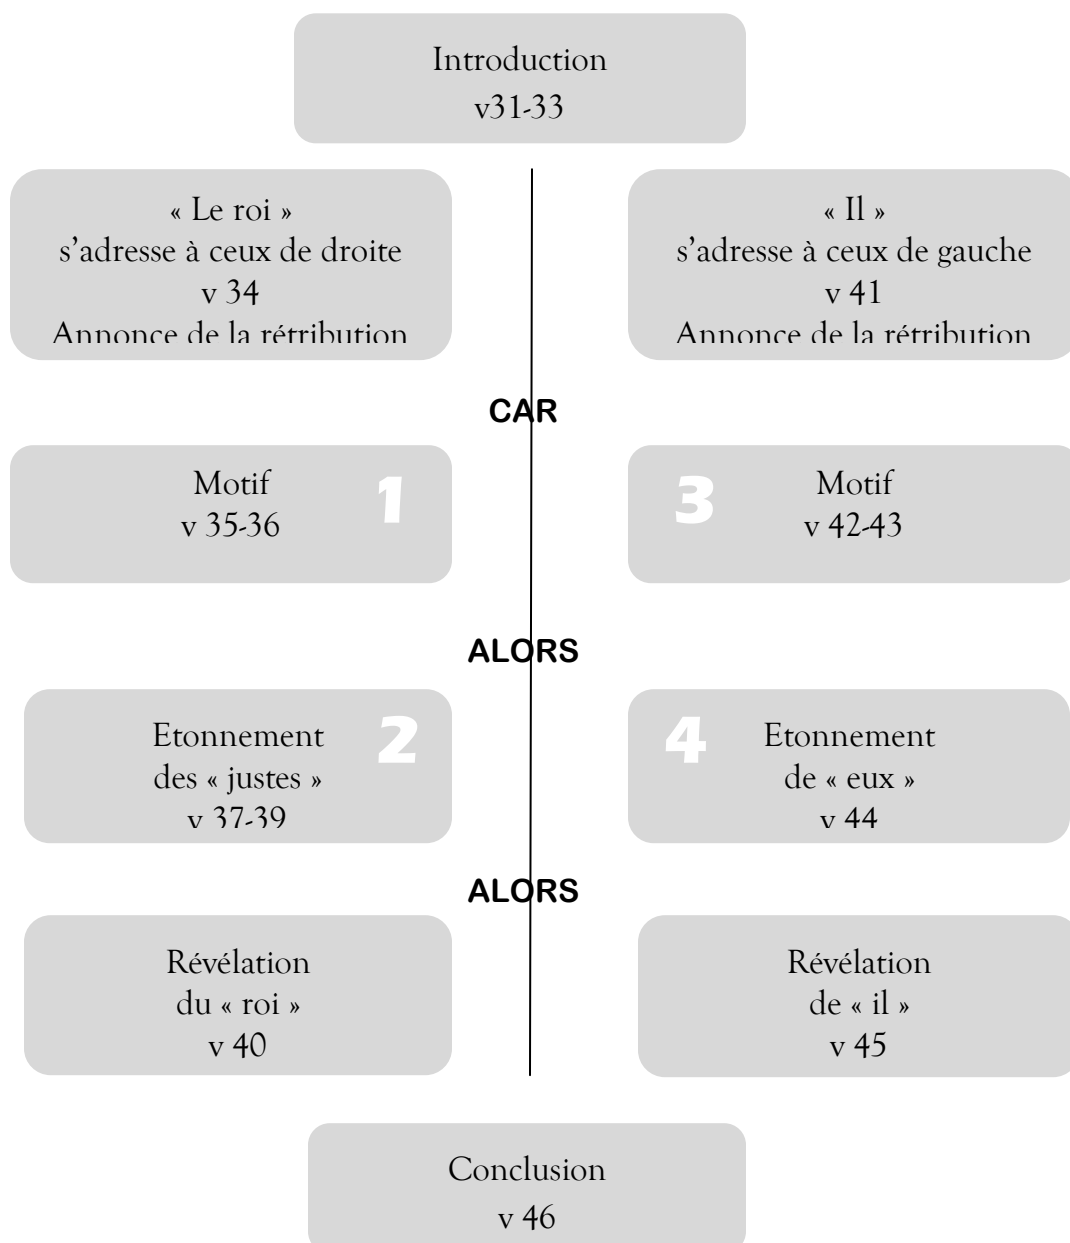 Introduction
v31-33
« Le roi »
s’adresse à ceux de droite
v 34
Annonce de la rétribution
« Il »
s’adresse à ceux de gauche
v 41
Annonce de la rétribution
CAR
Motif
v 35-36
1
3
Motif
v 42-43
ALORS
Etonnement
des « justes »
v 37-39
2
4
Etonnement
de « eux »
v 44
ALORS
Révélation
du « roi »
v 40
Révélation
de « il »
v 45
Conclusion
v 46